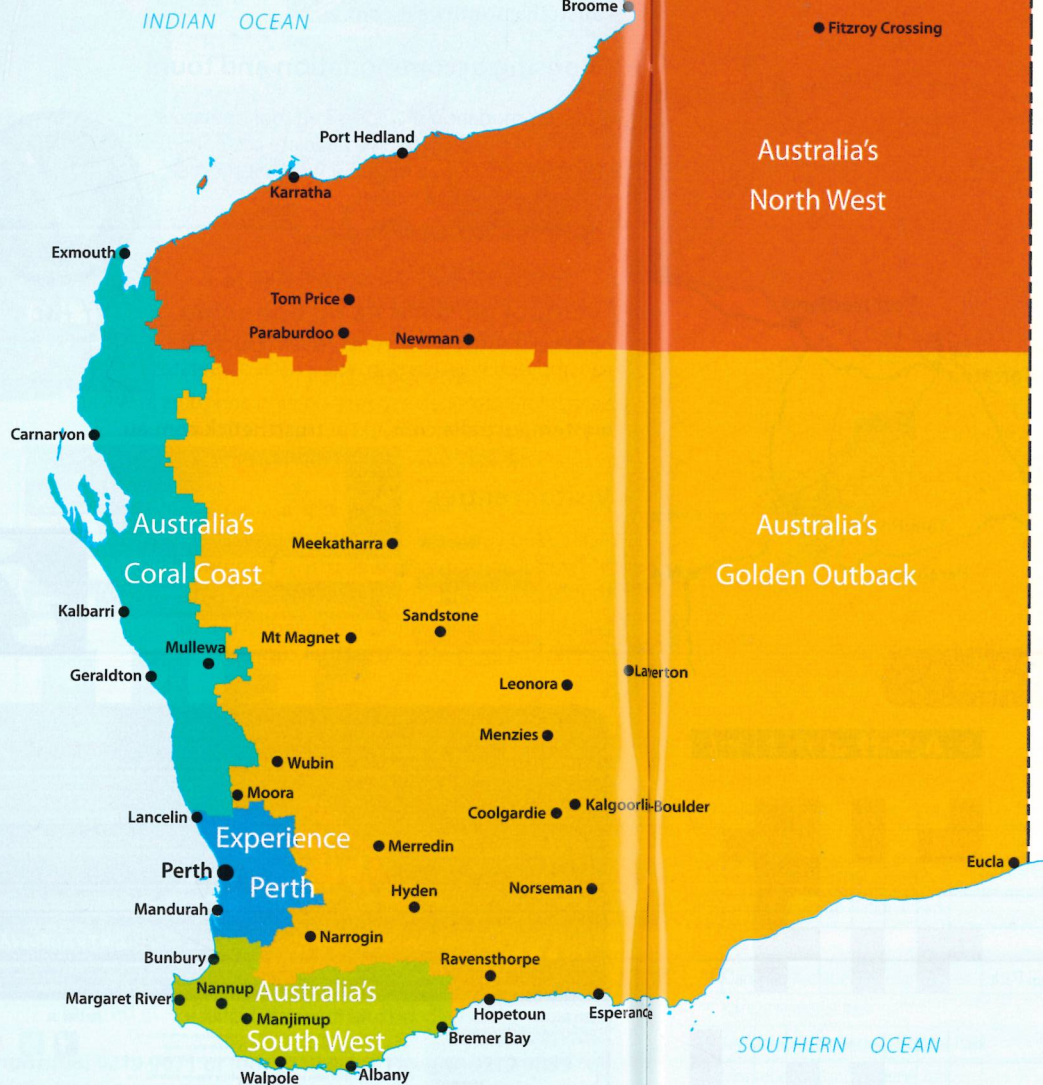 INDIAN OCEAN
Broome
Fitzroy Crossing
Port Hedland
Karratha
Australia's
North West
Exmouth
Tom Price
Paraburdoo
Newman
Carnarvon
Australia's
Coral Coast
Meekatharra
Australia's
Golden Outback
Kalbarri
Sandstone
Mt Magnet
Mullewa
Geraldton
Laverton
Leonora
Menzies
Wubin
Moora
Lancelin
Coolgardie
Kalgoorli-Boulder
Experience
Perth
Merredin
Perth
Eucla
Hyden
Norseman
Mandurah
Narrogin
Bunbury
Ravensthorpe
Margaret River
Nannup
Australia's
South West
Manjimup
Hopetoun
Esperance
Bremer Bay
SOUTHERN OCEAN
Walpole
Albany